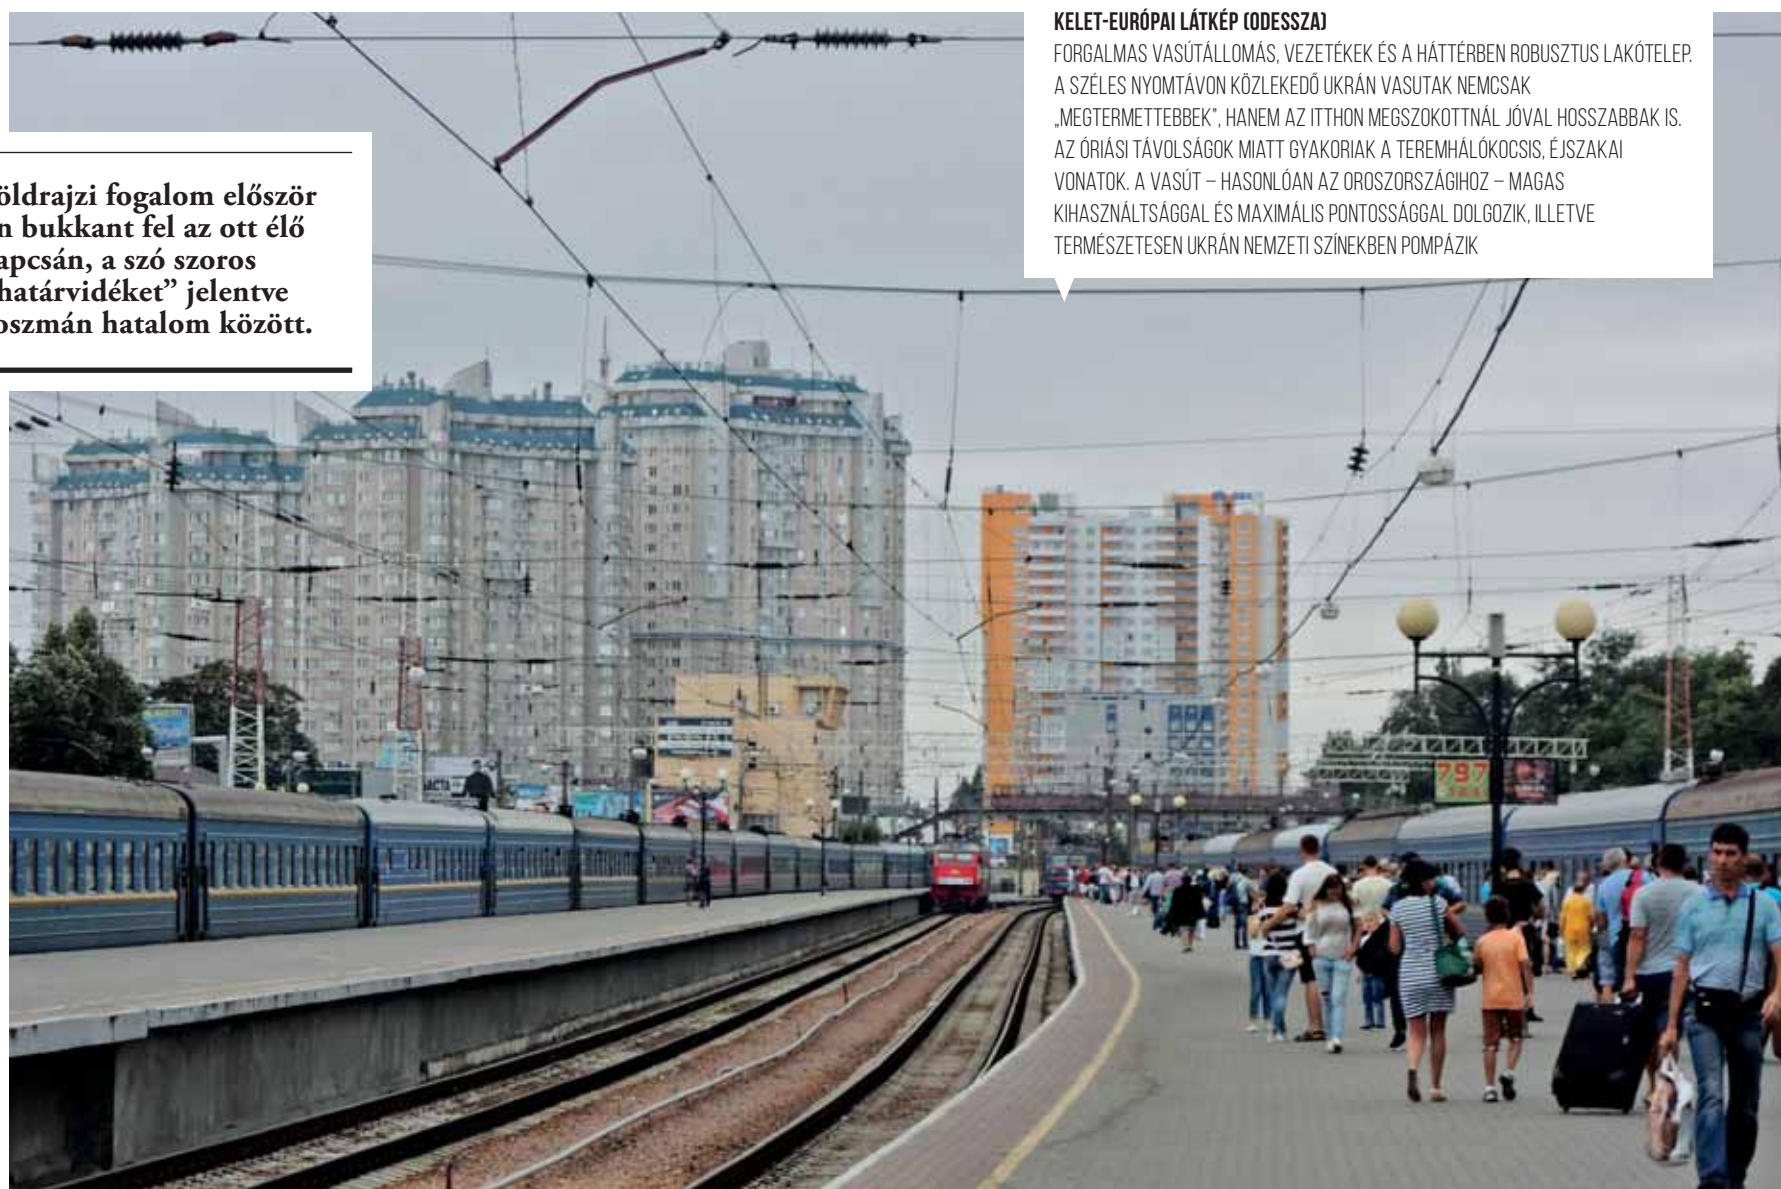 öldrajzi fogalom először
n bukkant fel az ott élő
apcsán, a szó szoros
határvidéket” jelentve
oszmán hatalom között.
KELET-EURÓPAI LÁTKÉP (ODESSZA)
FORGALMAS VASÚTÁLLOMÁS, VEZETÉKEK ÉS A HÁTTÉRBEN ROBUSZTUS LAKÓTELEP.
A SZÉLES NYOMTÁVON KÖZLEKEDŐ UKRÁN VASUTAK NEMCSAK
„MEGTERMETTEBBEK”, HANEM AZ ITTHON MEGSZOKOTTNÁL JÓVAL HOSSZABBAK IS.
AZ ÓRIÁSI TÁVOLSÁGOK MIATT GYAKORIAK A TEREMHÁLÓKOCSIS, ÉJSZAKAI
VONATOK. A VASÚT – HASONLÓAN AZ OROSZORSZÁGIHOZ – MAGAS
KIHASZNÁLTSÁGGAL ÉS MAXIMÁLIS PONTOSSÁGGAL DOLGOZIK, ILLETVE
TERMÉSZETESEN UKRÁN NEMZETI SZÍNEKBEN POMPÁZIK
797